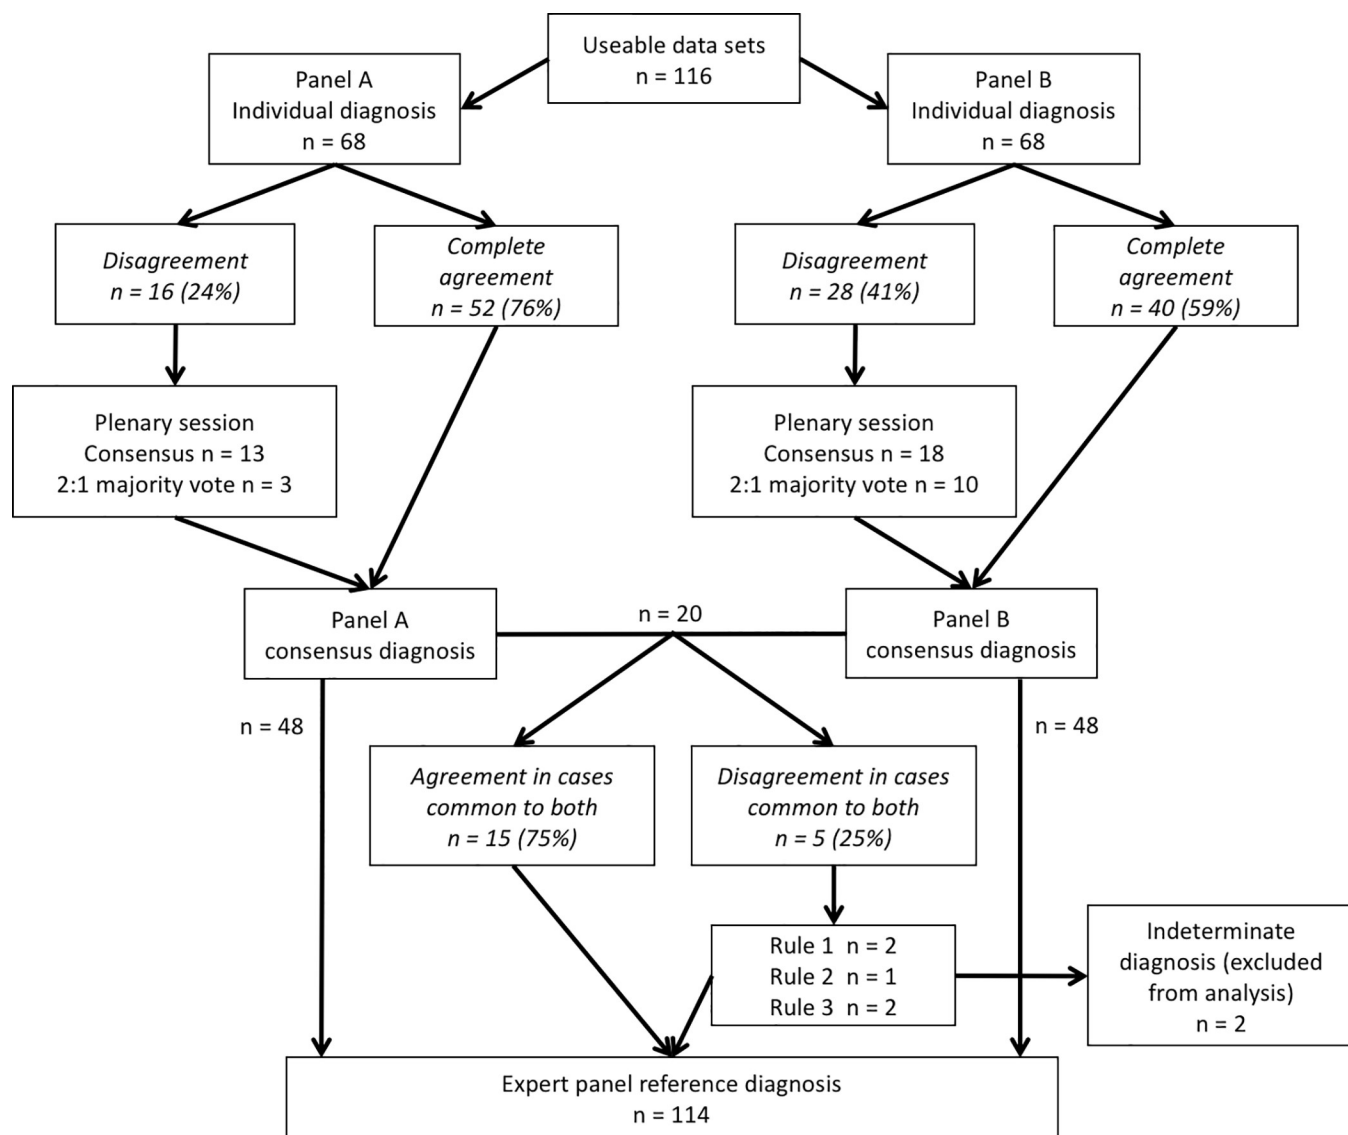 Useable data sets
n = 116
Panel A
Individual diagnosis
n = 68
Panel B
Individual diagnosis
n = 68
Disagreement
n = 16 (24%)
Complete
agreement
n = 52 (76%)
Disagreement
n = 28 (41%)
Complete
agreement
n = 40 (59%)
Plenary session
Consensus n = 13
2:1 majority vote n = 3
Plenary session
Consensus n = 18
2:1 majority vote n = 10
Panel A
consensus diagnosis
n = 20
Panel B
consensus diagnosis
n = 48
n = 48
Agreement in cases
common to both
n = 15 (75%)
Disagreement in cases
common to both
n = 5 (25%)
Rule 1 n = 2
Rule 2 n = 1
Rule 3 n = 2
Indeterminate
diagnosis (excluded
from analysis)
n = 2
Expert panel reference diagnosis
n = 114